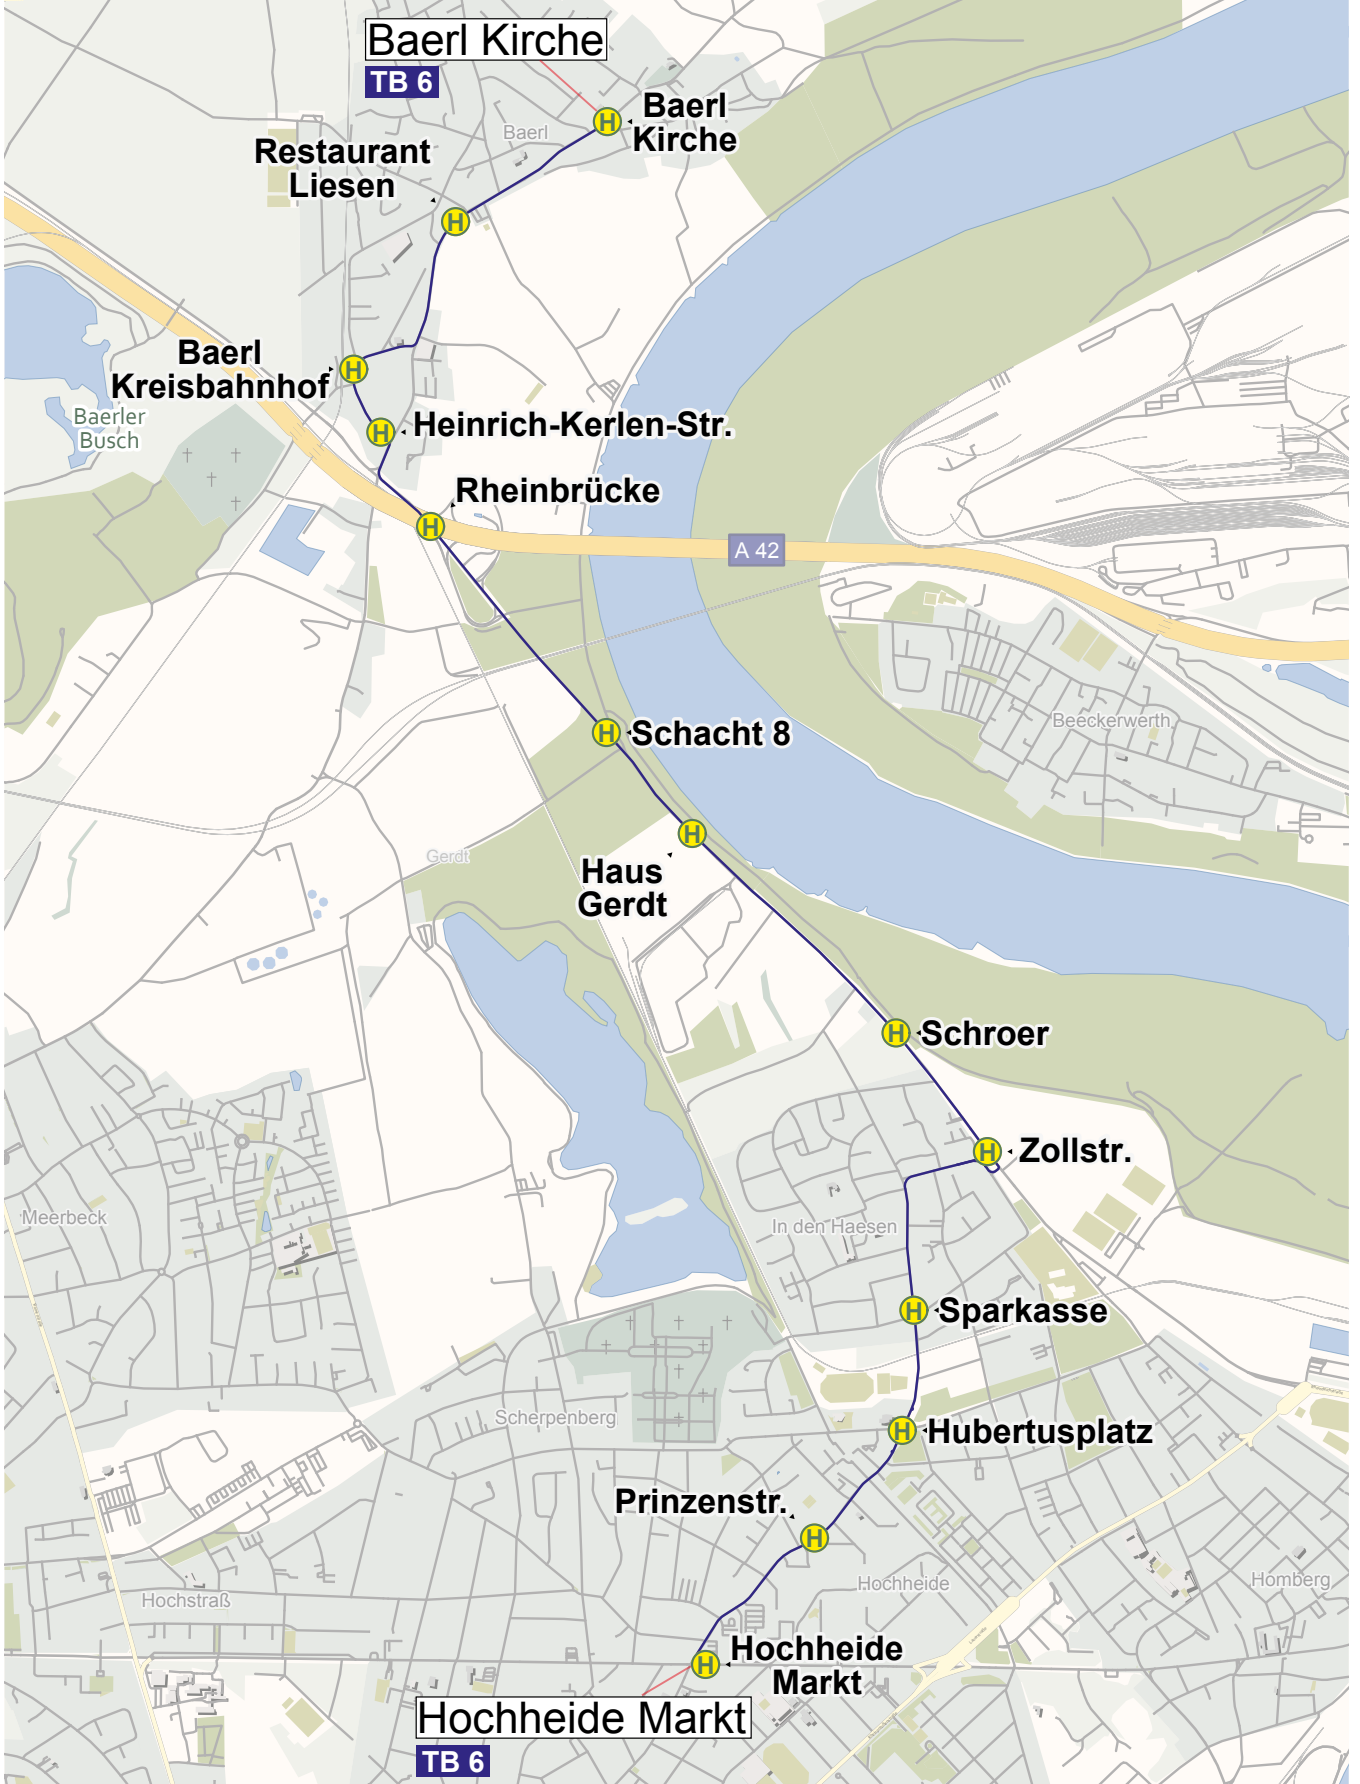 Baerl Kirche
TB 6
Baerl
Kirche
Baerl
Restaurant
Liesen
Baerl
Kreisbahnhof
Baerler
Busch
Heinrich-Kerlen-Str.
Rheinbrücke
A 42
Schacht 8
Beeckerwerth
Gerdt
Haus
Gerdt
Schroer
Zollstr.
Meerbeck
In den Haesen
Sparkasse
Scherpenberg
Hubertusplatz
Prinzenstr.
Hochheide
Homberg
Hochstraß
Hochheide
Markt
Hochheide Markt
TB 6
H
H
H
H
H
H
H
H
H
H
H
H
H